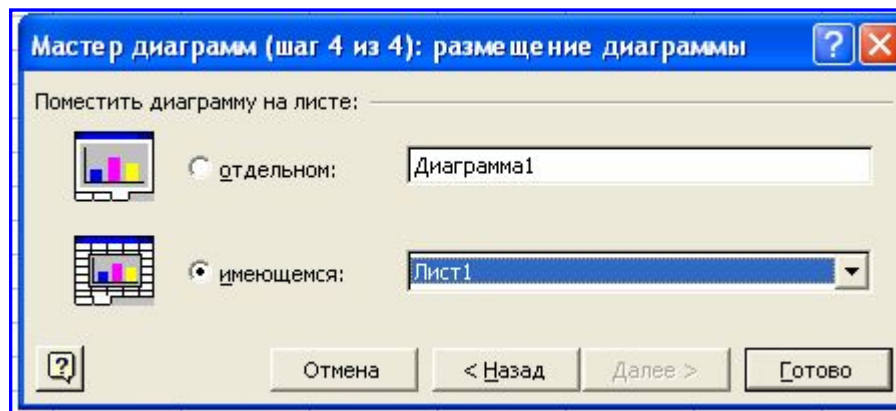 Мастер диаграмм (шаг 4 из 4): размещение диаграммы
Поместить диаграмму на листе:
отдельном: Диаграмма1
имеющемся: Лист1
Отмена < Назад Далее > Готово